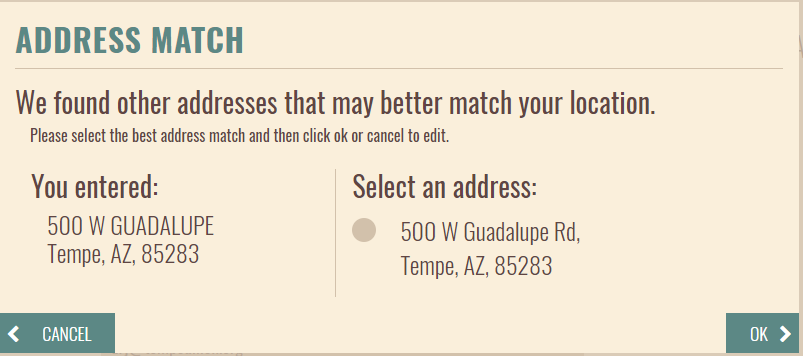 ADDRESS MATCH
We found other addresses that may better match your location.
Please select the best address match and then click ok or cancel to edit.
You entered:
500 W GUADALUPE
Tempe, AZ, 85283
Select an address:
500 W Guadalupe Rd,
Tempe, AZ, 85283
CANCEL
OK